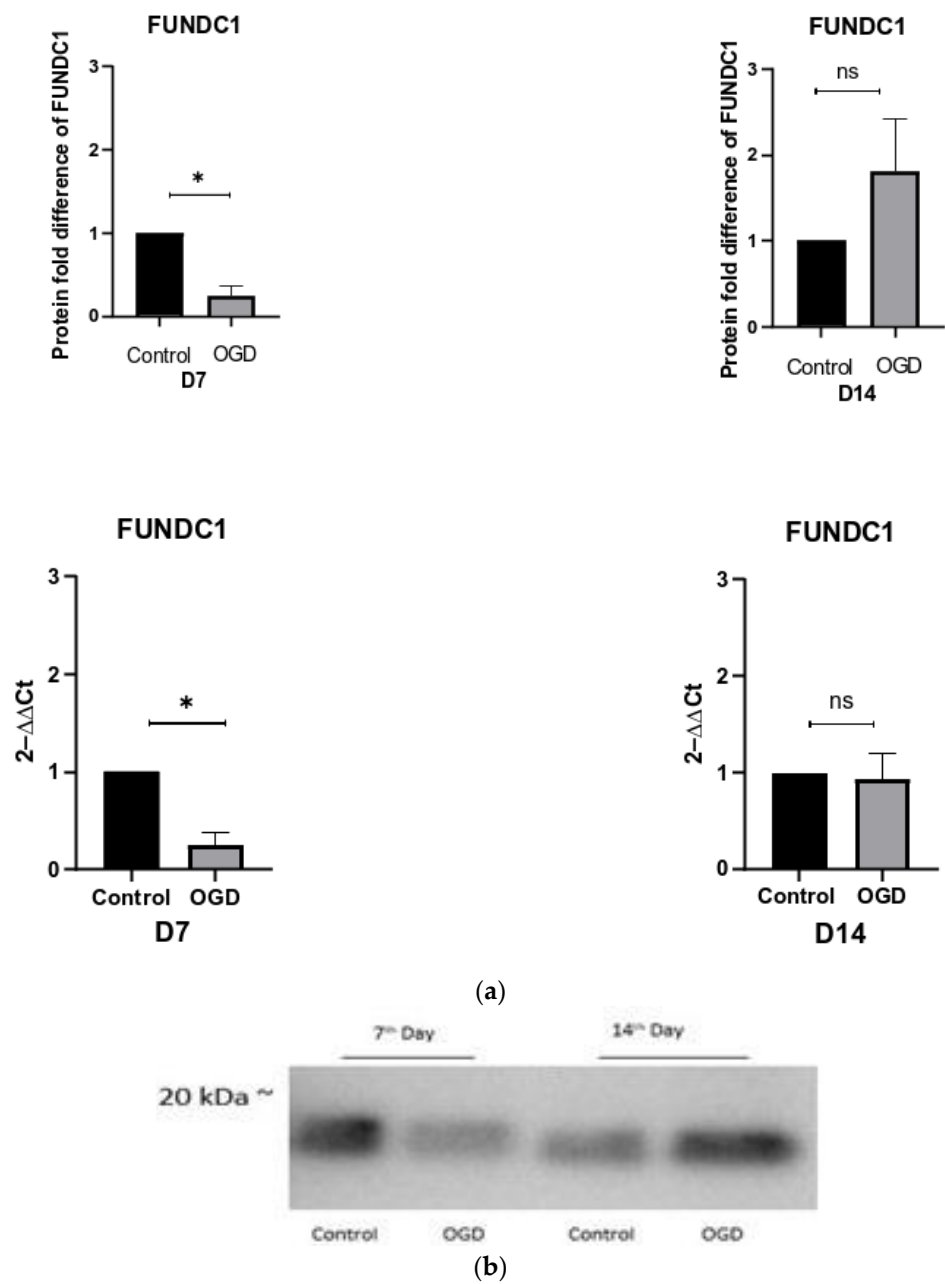 FUNDC1
Protein fold difference of FUNDC1
3
2
1
0
*
Control OGD
D7
FUNDC1
Protein fold difference of FUNDC1
3
2
1
0
ns
Control OGD
D14
FUNDC1
2−ΔΔCt
3
2
1
0
*
Control OGD
D7
FUNDC1
2−ΔΔCt
3
2
1
0
ns
Control OGD
D14
(a)
7th Day 14th Day
20 kDa ~
Control OGD Control OGD
(b)